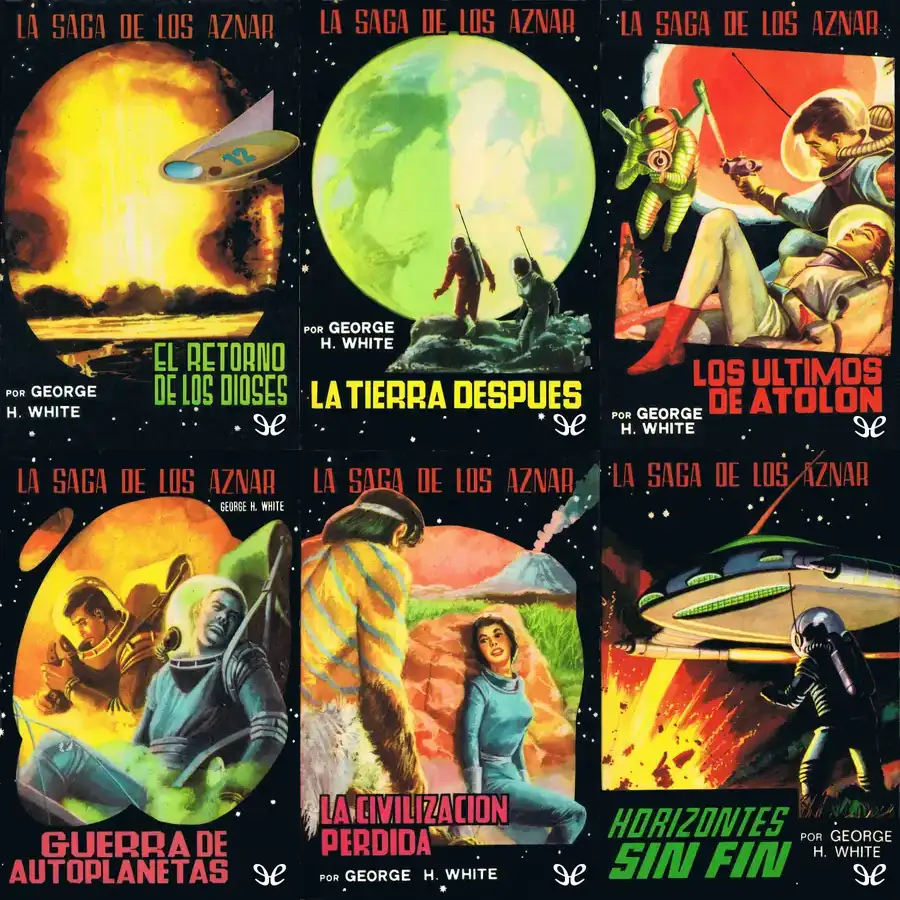 LA SAGA DE LOS AZNAR
12
EL RETORNO
DE LOS DIOSES
POR GEORGE
H. WHITE
LA SAGA DE LOS AZNAR
POR GEORGE
H. WHITE
LA TIERRA DESPUES
LA SAGA DE LOS AZNAR
LOS ULTIMOS
DE ATOLON
POR GEORGE
H. WHITE
LA SAGA DE LOS AZNAR
GEORGE H. WHITE
GUERRA DE
AUTOPLANETAS
LA SAGA DE LOS AZNAR
LA CIVILIZACION
PERDIDA
POR GEORGE H. WHITE
LA SAGA DE LOS AZNAR
HORIZONTES
SIN FIN
POR GEORGE
H. WHITE